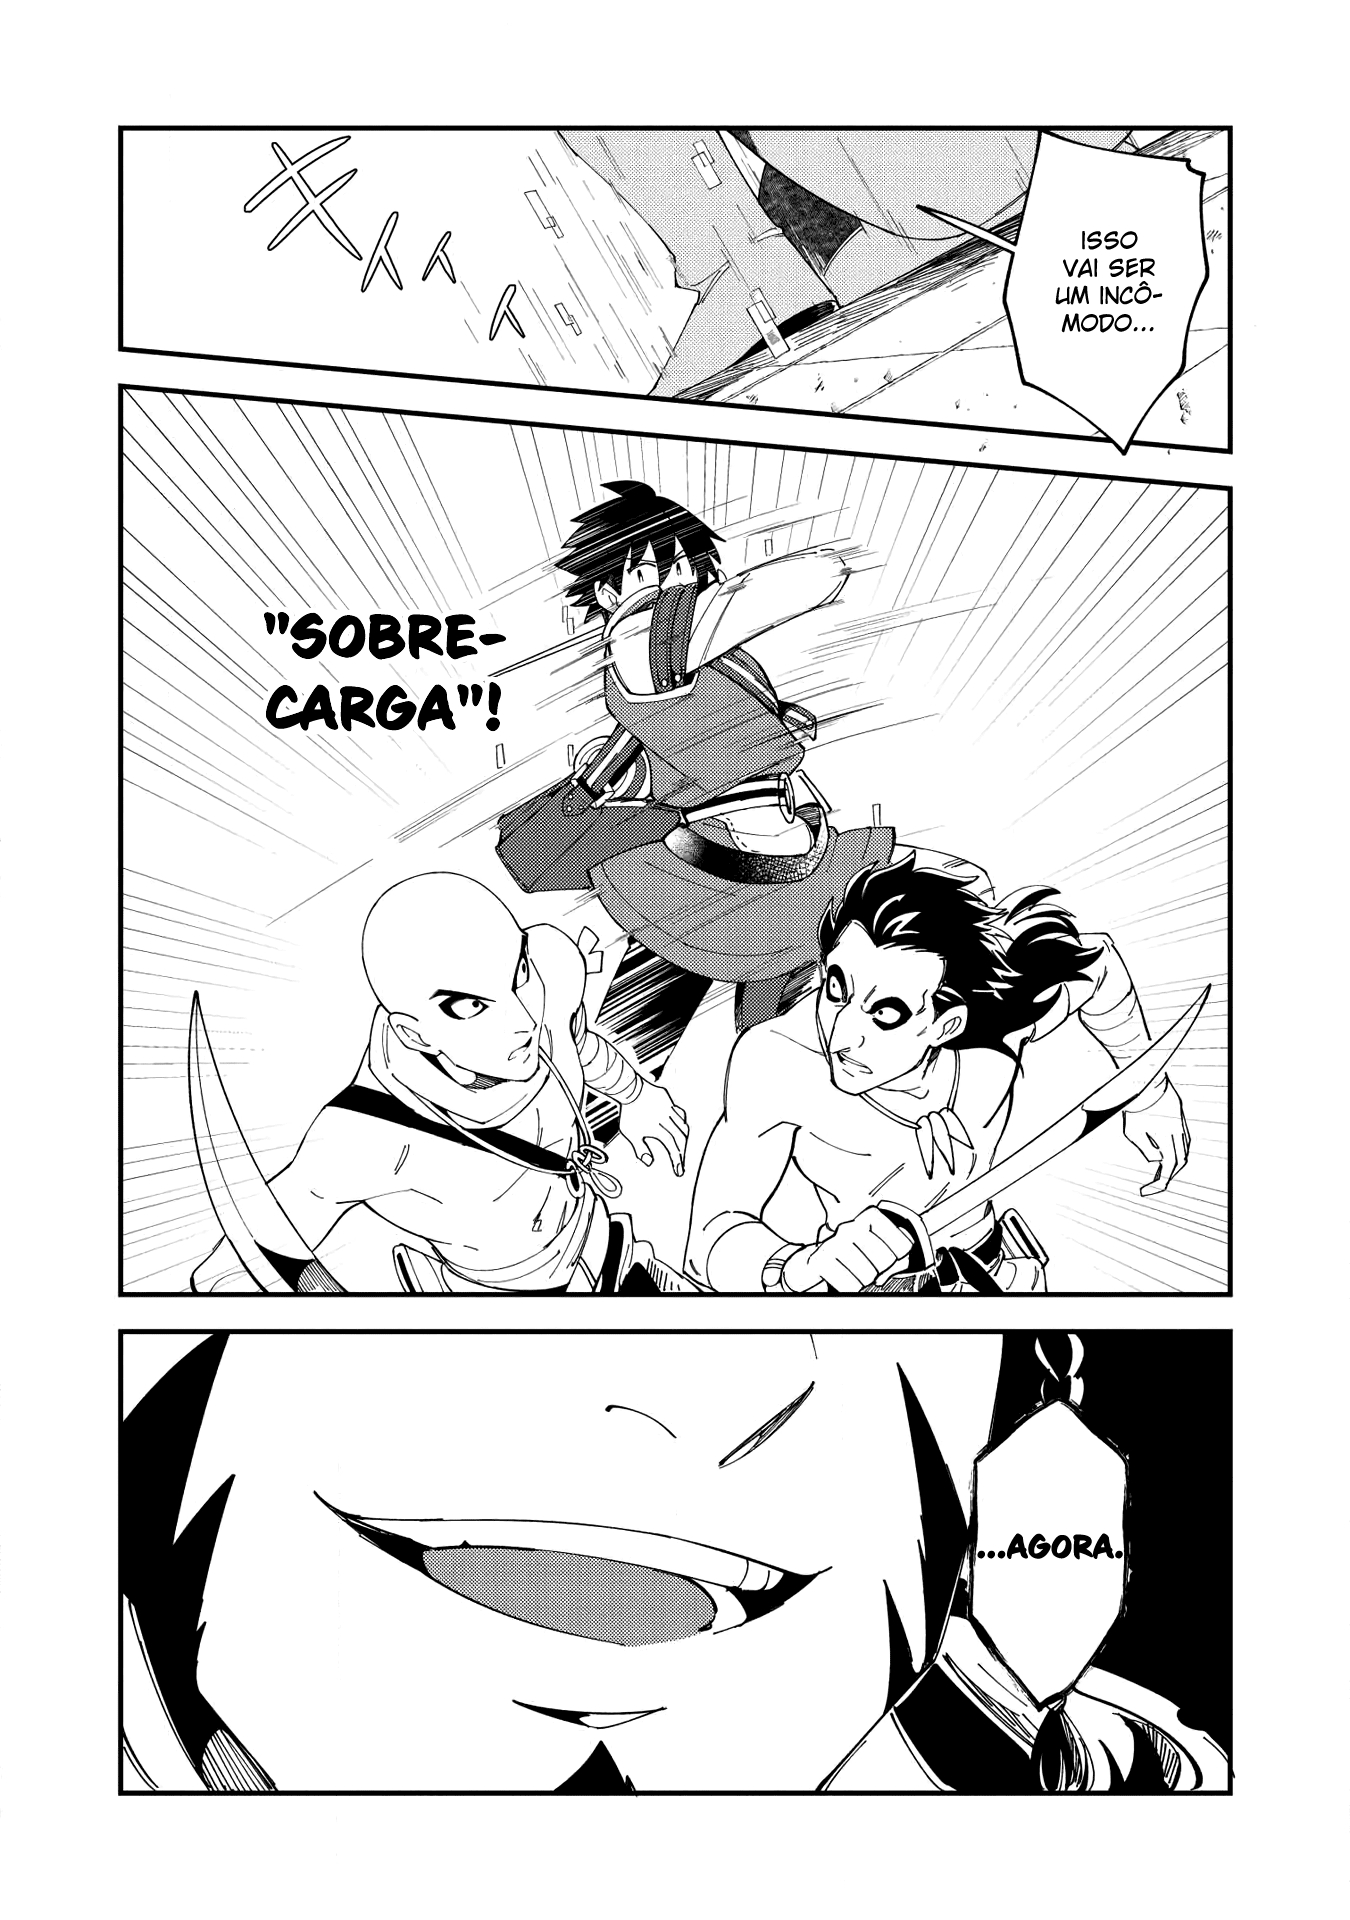 ISSO
VAI SER
UM INCÔ-
MODO...
"SOBRE-
CARGA"!
...AGORA.